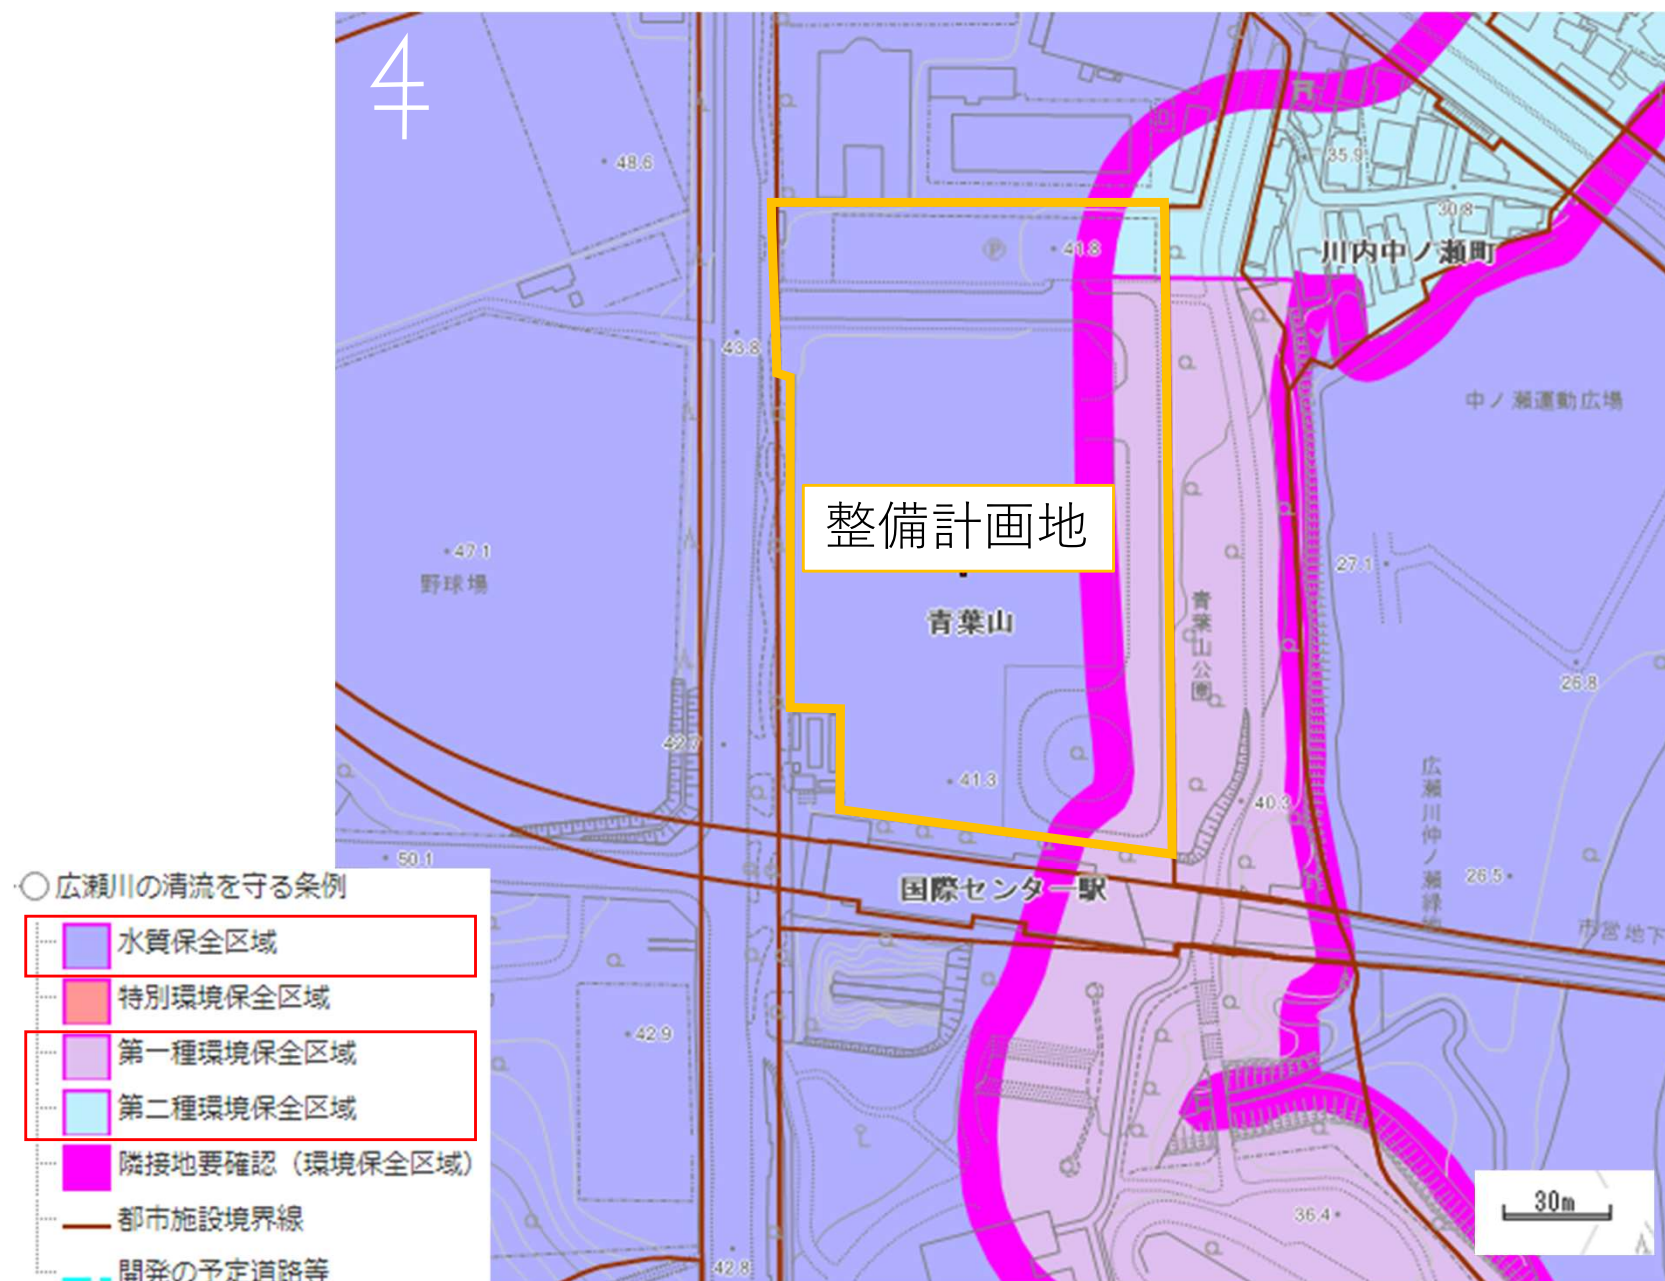 48.6
35.9
30.8
川内中ノ瀬町
41.8
43.8
中ノ瀬運動広場
整備計画地
47.1
野球場
27.1
青葉山
青葉山公園
26.8
42.7
41.3
広瀬川仲ノ瀬緑地
40.3
50.1
国際センター駅
26.5
市営地下
広瀬川の清流を守る条例
水質保全区域
特別環境保全区域
第一種環境保全区域
第二種環境保全区域
隣接地要確認（環境保全区域）
都市施設境界線
開発の予定道路等
42.9
36.4
30m
42.8